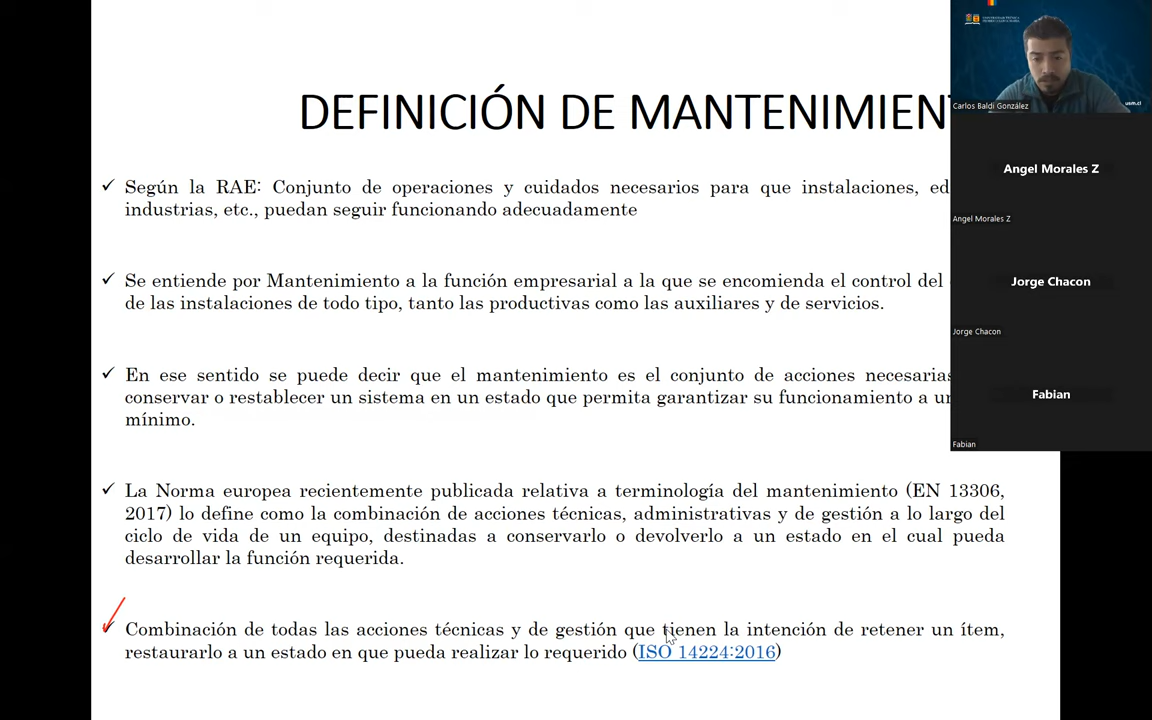 DEFINICIÓN DE MANTENIMIEN
Según la RAE: Conjunto de operaciones y cuidados necesarios para que instalaciones, ed
industrias, etc., puedan seguir funcionando adecuadamente
Se entiende por Mantenimiento a la función empresarial a la que se encomienda el control del
de las instalaciones de todo tipo, tanto las productivas como las auxiliares y de servicios.
En ese sentido se puede decir que el mantenimiento es el conjunto de acciones necesarias
conservar o restablecer un sistema en un estado que permita garantizar su funcionamiento a un
mínimo.
La Norma europea recientemente publicada relativa a terminología del mantenimiento (EN 13306,
2017) lo define como la combinación de acciones técnicas, administrativas y de gestión a lo largo del
ciclo de vida de un equipo, destinadas a conservarlo o devolverlo a un estado en el cual pueda
desarrollar la función requerida.
Combinación de todas las acciones técnicas y de gestión que tienen la intención de retener un ítem,
restaurarlo a un estado en que pueda realizar lo requerido (ISO 14224:2016)
usm.cl
Carlos Baldi González
Angel Morales Z
Angel Morales Z
Jorge Chacon
Jorge Chacon
Fabian
Fabian